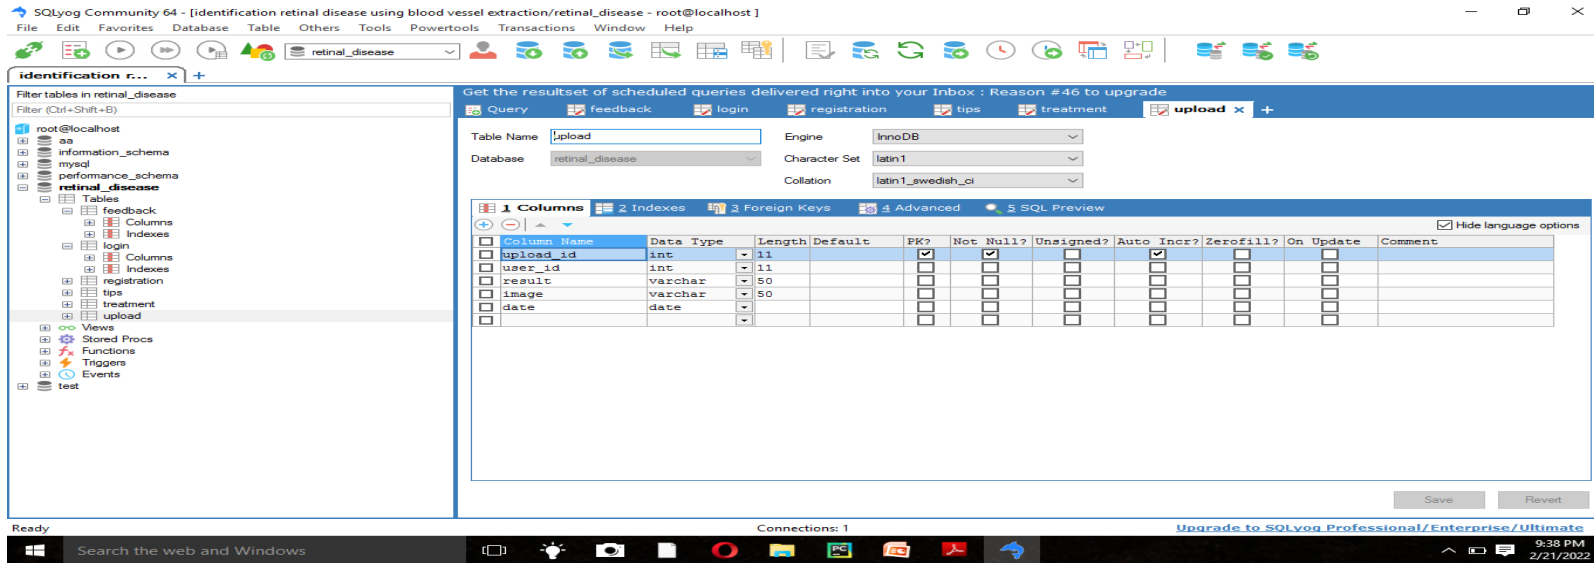 SQLyog Community 64 - [identification retinal disease using blood vessel extraction/retinal_disease - root@localhost ]
File Edit Favorites Database Table Others Tools Powertools Transactions Window Help
retinal_disease
identification r... × +
Filter tables in retinal_disease
Filter (Ctrl+Shift+B)
root@localhost
aa
information_schema
mysql
performance_schema
retinal_disease
Tables
feedback
Columns
Indexes
login
Columns
Indexes
registration
tips
treatment
upload
Views
Stored Procs
Functions
Triggers
Events
test
Get the resultset of scheduled queries delivered right into your Inbox : Reason #46 to upgrade
Query feedback login registration tips treatment upload × +
Table Name upload Engine InnoDB
Database retinal_disease Character Set latin1
Collation latin1_swedish_ci
1 Columns 2 Indexes 3 Foreign Keys 4 Advanced 5 SQL Preview
Hide language options
Column Name Data Type Length Default PK? Not Null? Unsigned? Auto Incr? Zerofill? On Update Comment
upload_id int 11
user_id int 11
result varchar 50
image varchar 50
date date
Save Revert
Ready Connections: 1 Upgrade to SQLyog Professional/Enterprise/Ultimate
Search the web and Windows
PC
9:38 PM
2/21/2022